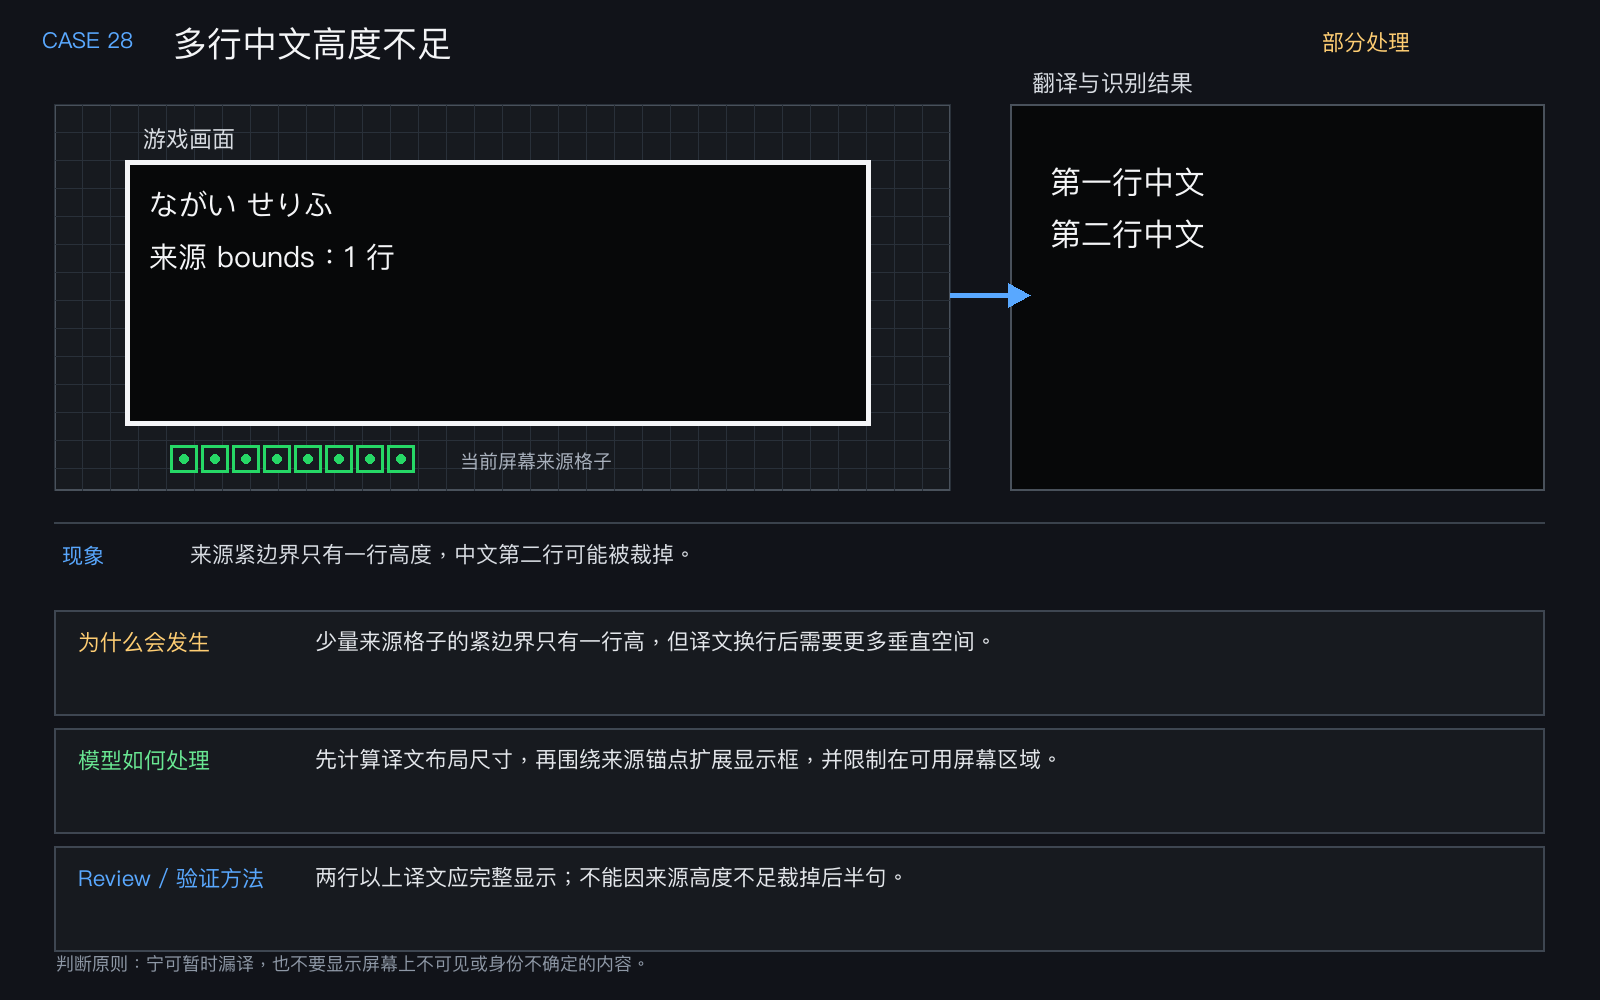 CASE 28 多行中文高度不足 部分处理
翻译与识别结果
游戏画面
ながい せりふ
来源 bounds：1 行
第一行中文
第二行中文
当前屏幕来源格子
现象 来源紧边界只有一行高度，中文第二行可能被裁掉。
为什么会发生 少量来源格子的紧边界只有一行高，但译文换行后需要更多垂直空间。
模型如何处理 先计算译文布局尺寸，再围绕来源锚点扩展显示框，并限制在可用屏幕区域。
Review / 验证方法 两行以上译文应完整显示；不能因来源高度不足裁掉后半句。
判断原则：宁可暂时漏译，也不要显示屏幕上不可见或身份不确定的内容。